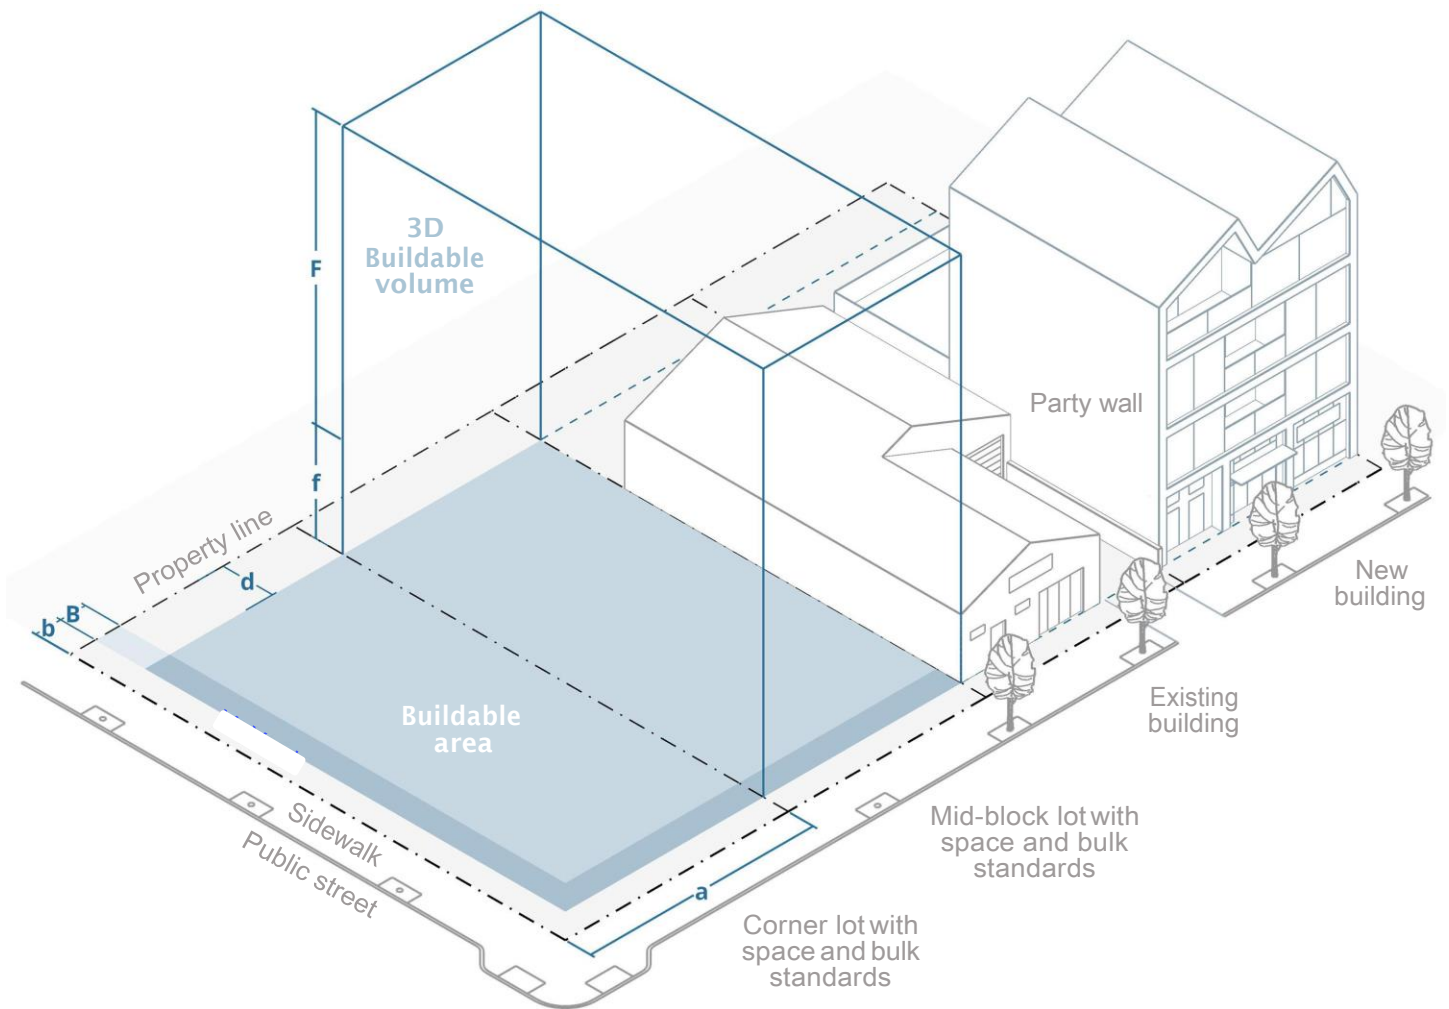 3D
Buildable
volume
F
f
Party wall
Property line
d
B
b
New
building
Buildable
area
Existing
building
Sidewalk
Public street
Mid-block lot with
space and bulk
standards
a
Corner lot with
space and bulk
standards